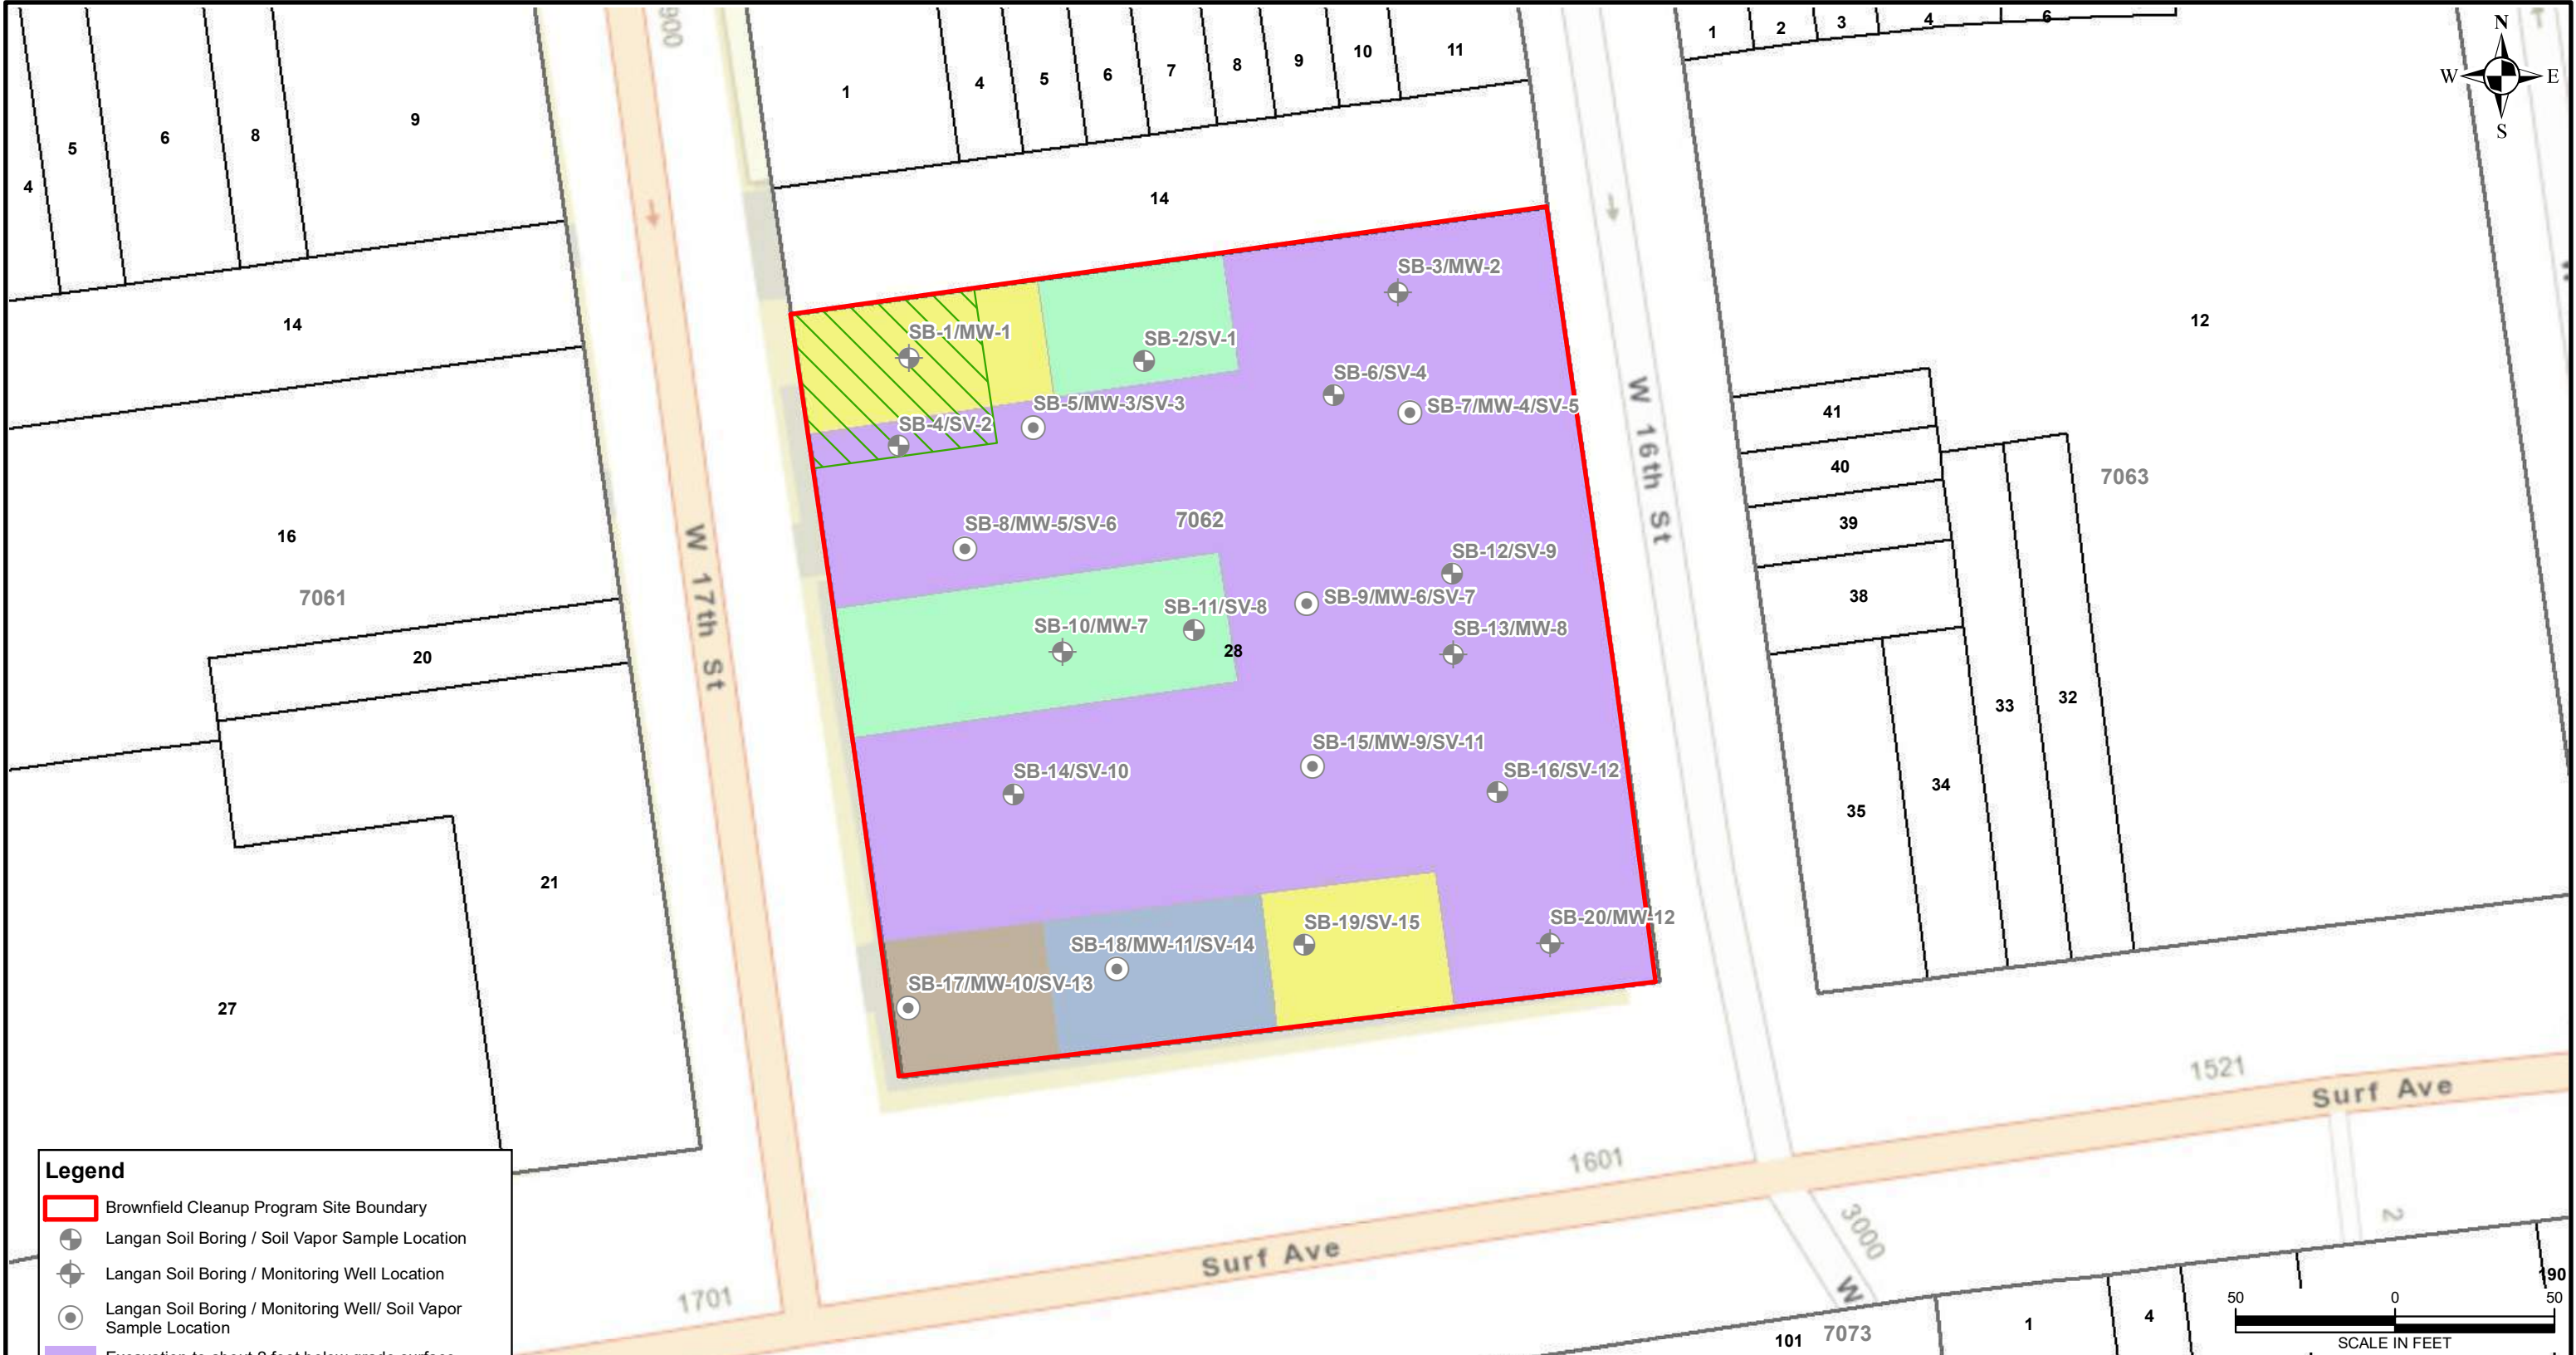 900
1
4
5
6
7
8
9
10
11
1
2
3
4
6
N
W
E
S
4
5
6
8
9
14
14
12
SB-3/MW-2
SB-1/MW-1
SB-2/SV-1
SB-6/SV-4
SB-5/MW-3/SV-3
SB-7/MW-4/SV-5
SB-4/SV-2
W 16th St
41
40
39
38
7063
16
7061
W 17th St
SB-8/MW-5/SV-6
7062
SB-12/SV-9
SB-9/MW-6/SV-7
SB-11/SV-8
SB-10/MW-7
SB-13/MW-8
28
20
33
32
34
35
SB-15/MW-9/SV-11
SB-14/SV-10
SB-16/SV-12
21
27
SB-20/MW-12
SB-19/SV-15
SB-18/MW-11/SV-14
SB-17/MW-10/SV-13
1521
Surf Ave
1601
3000
2
Surf Ave
W
1701
190
101
7073
1
4
50
0
50
SCALE IN FEET
Legend
Brownfield Cleanup Program Site Boundary
Langan Soil Boring / Soil Vapor Sample Location
Langan Soil Boring / Monitoring Well Location
Langan Soil Boring / Monitoring Well/ Soil Vapor
Sample Location